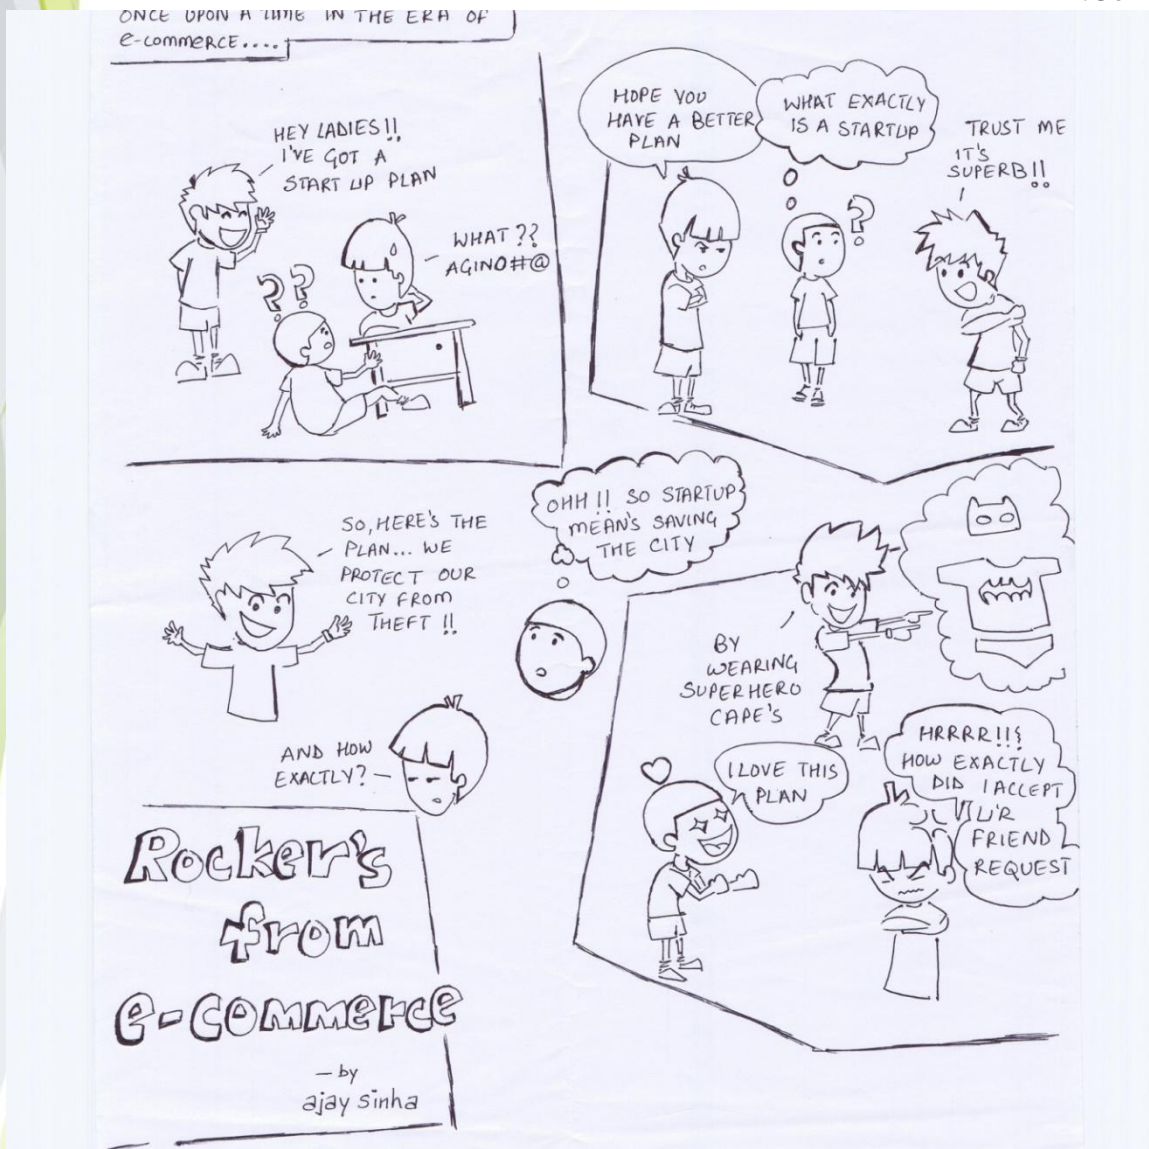 ONCE UPON A TIME IN THE ERA OF
e-COMMERCE....
HEY LADIES!!
I'VE GOT A
START UP PLAN
WHAT??
AGINO#@
??
HOPE YOU
HAVE A BETTER
PLAN
WHAT EXACTLY
IS A STARTUP
?
TRUST ME
IT'S
SUPERB!!
SO, HERE'S THE
PLAN... WE
PROTECT OUR
CITY FROM
THEFT !!
AND HOW
EXACTLY?
OHH !! SO STARTUP
MEAN'S SAVING
THE CITY
BY
WEARING
SUPERHERO
CAPE'S
I LOVE THIS
PLAN
HRRRR!!
HOW EXACTLY
DID I ACCEPT
U'R
FRIEND
REQUEST
Rocker's
from
e-commerce
– by
ajay sinha